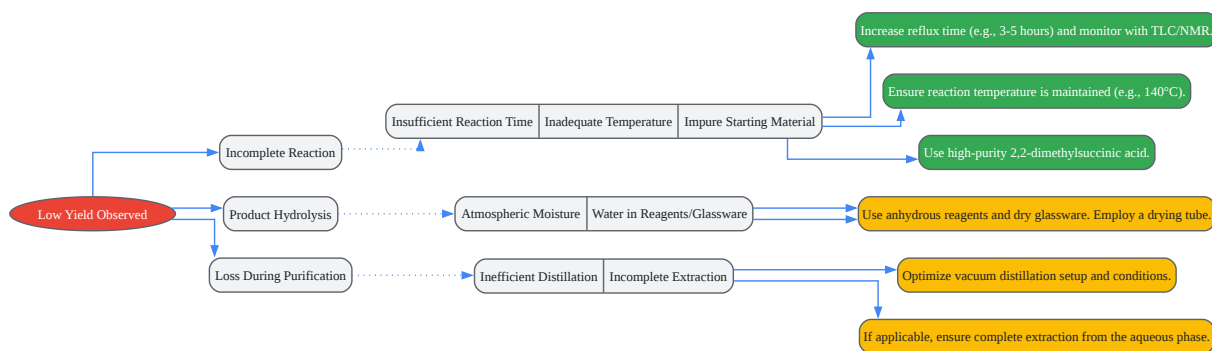 Increase reflux time (e.g., 3-5 hours) and monitor with TLC/NMR.
Ensure reaction temperature is maintained (e.g., 140°C).
Insufficient Reaction Time
Inadequate Temperature
Impure Starting Material
Incomplete Reaction
Use high-purity 2,2-dimethylsuccinic acid.
Low Yield Observed
Product Hydrolysis
Atmospheric Moisture
Water in Reagents/Glassware
Use anhydrous reagents and dry glassware. Employ a drying tube.
Loss During Purification
Inefficient Distillation
Incomplete Extraction
Optimize vacuum distillation setup and conditions.
If applicable, ensure complete extraction from the aqueous phase.